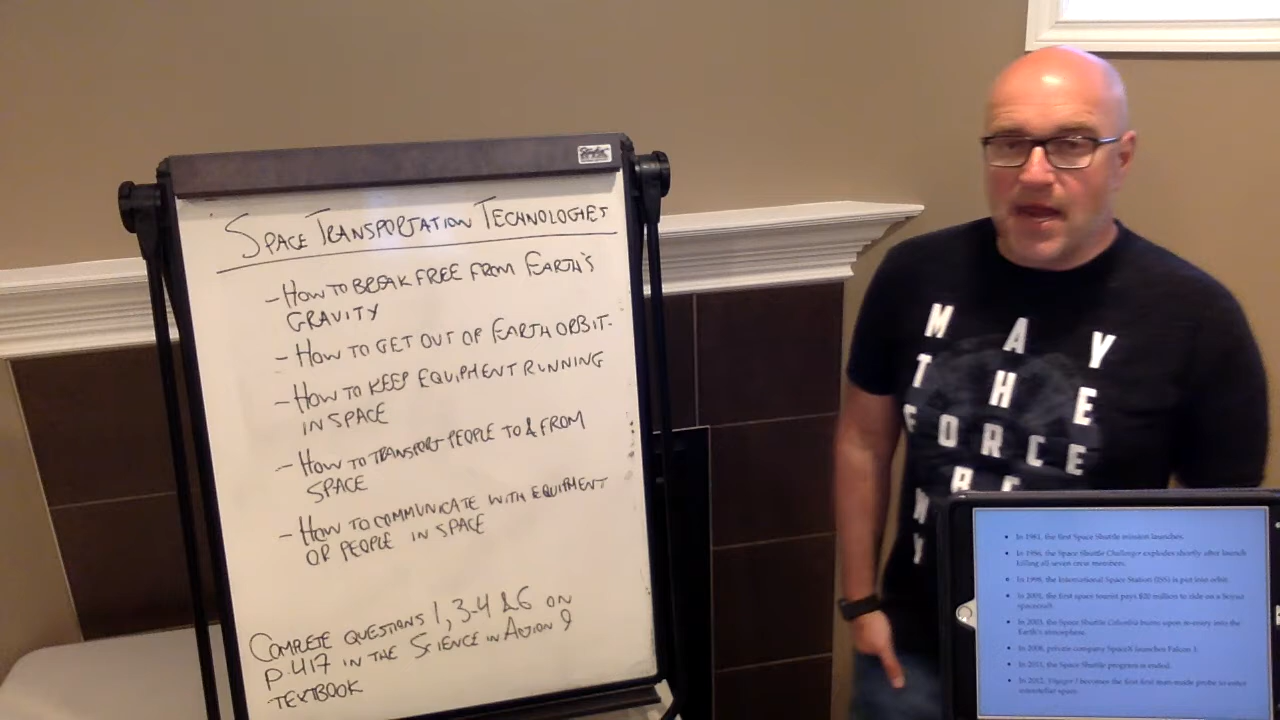 SPACE TRANSPORTATION TECHNOLOGIES
- HOW TO BREAK FREE FROM EARTH'S
GRAVITY
- HOW TO GET OUT OF EARTH ORBIT.
- HOW TO KEEP EQUIPMENT RUNNING
IN SPACE
- HOW TO TRANSPORT PEOPLE TO & FROM
SPACE
- HOW TO COMMUNICATE WITH EQUIPMENT
OR PEOPLE IN SPACE
COMPLETE QUESTIONS 1, 3-4 & 6 ON
P. 417 IN THE SCIENCE IN ACTION 9
TEXTBOOK
MAY
THE
FORCE
BE
• In 1981, the first Space Shuttle mission launches.
• In 1986, the Space Shuttle Challenger explodes shortly after launch
killing all seven crew members.
• In 1998, the International Space Station (ISS) is put into orbit.
• In 2001, the first space tourist pays $20 million to ride on a Soyuz
spacecraft.
• In 2003, the Space Shuttle Columbia burns upon re-entry into the
Earth's atmosphere.
• In 2008, private company SpaceX launches Falcon 1.
• In 2011, the Space Shuttle program is ended.
• In 2012, Voyager 1 becomes the first first man-made probe to enter
interstellar space.